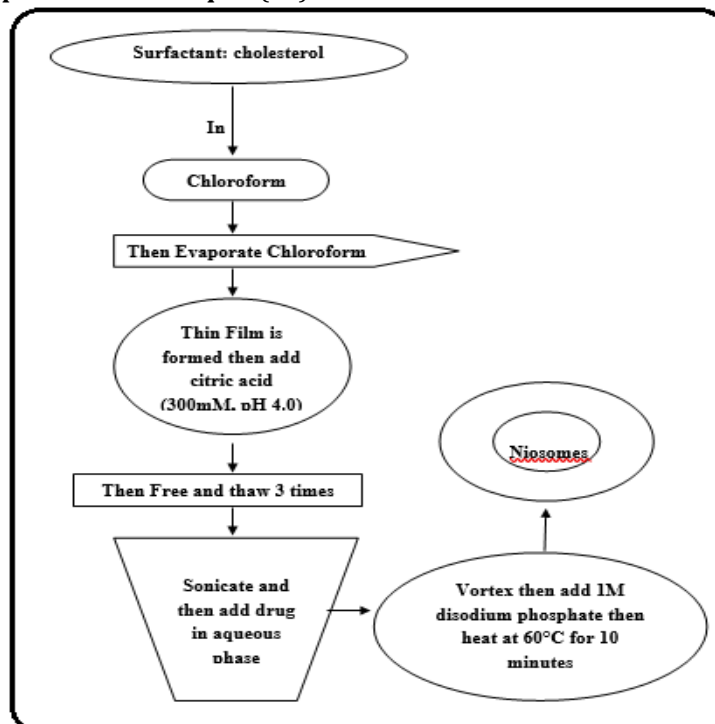 Surfactant: cholesterol
In
Chloroform
Then Evaporate Chloroform
Thin Film is
formed then add
citric acid
(300mM, pH 4.0)
Then Free and thaw 3 times
Sonicate and
then add drug
in aqueous
phase
Vortex then add 1M
disodium phosphate then
heat at 60°C for 10
minutes
Niosomes